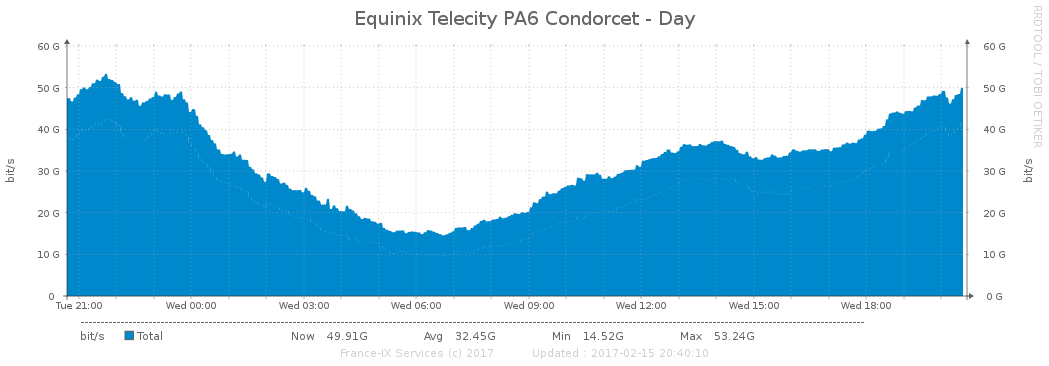 Equinix Telecity PA6 Condorcet - Day
RRDTOOL / TOBI OETIKER
bit/s
60 G 60 G
50 G 50 G
40 G 40 G
30 G 30 G
20 G 20 G
10 G 10 G
0 0 G
bit/s
Tue 21:00 Wed 00:00 Wed 03:00 Wed 06:00 Wed 09:00 Wed 12:00 Wed 15:00 Wed 18:00
bit/s Total Now 49.91G Avg 32.45G Min 14.52G Max 53.24G
France-IX Services (c) 2017 Updated : 2017-02-15 20:40:10